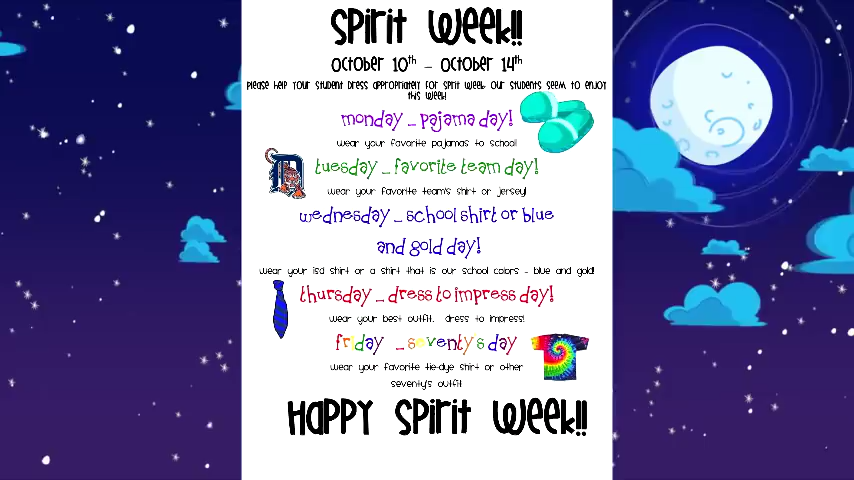 Spirit Week!!
October 10th - October 14th
Please help your student dress appropriately for spirit week. Our students seem to enjoy
this week!
monday _ pajama day!
wear your favorite pajamas to school!
tuesday _ favorite team day!
wear your favorite team's shirt or jersey!
wednesday _ school shirt or blue
and gold day!
wear your isd shirt or a shirt that is our school colors - blue and gold!
thursday _ dress to impress day!
wear your best outfit. dress to impress!
friday _ seventy's day
wear your favorite tie-dye shirt or other
seventy's outfit
Happy Spirit Week!!